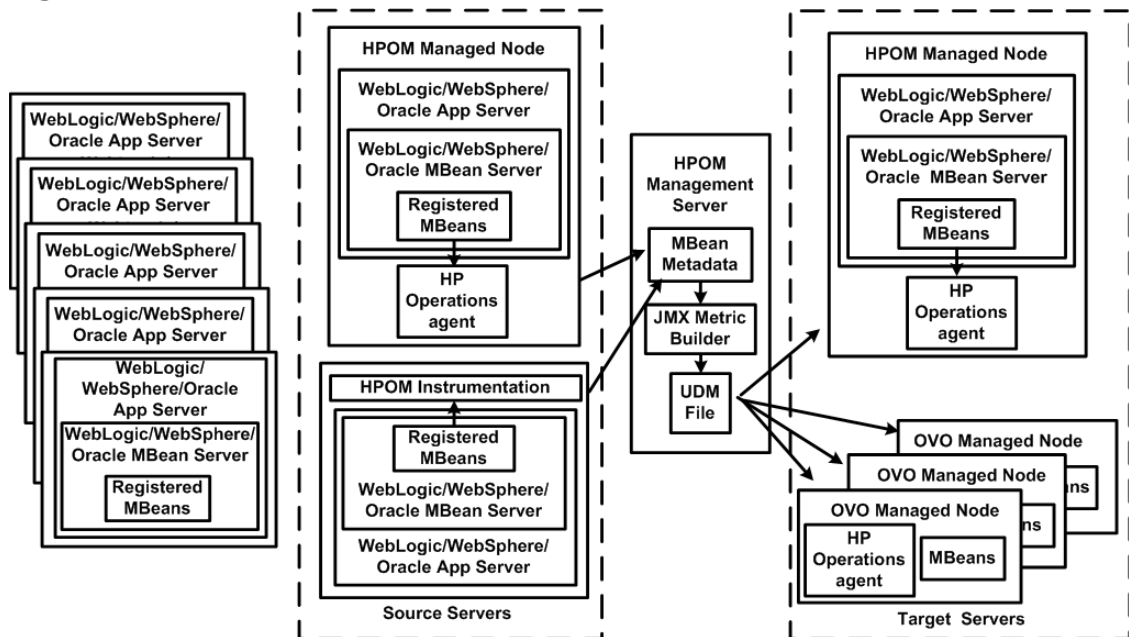 WebLogic/WebSphere/
Oracle App Server
WebLogic/WebSphere/
Oracle App Server
WebLogic/WebSphere/
Oracle App Server
WebLogic/WebSphere/
Oracle App Server
WebLogic/
WebSphere/Oracle
App Server
WebLogic/WebSphere/
Oracle MBean Server
Registered
MBeans
HPOM Managed Node
WebLogic/WebSphere/
Oracle App Server
WebLogic/WebSphere/
Oracle MBean Server
Registered
MBeans
HP
Operations
agent
HPOM Instrumentation
Registered
MBeans
WebLogic/WebSphere/
Oracle MBean Server
WebLogic/WebSphere/
Oracle App Server
Source Servers
HPOM
Management
Server
MBean
Metadata
JMX Metric
Builder
UDM
File
HPOM Managed Node
WebLogic/WebSphere/
Oracle App Server
WebLogic/WebSphere/
Oracle MBean Server
Registered
MBeans
HP
Operations
agent
OVO Managed Node
ans
OVO Managed Node
ns
OVO Managed Node
HP
Operations
agent
MBeans
Target Servers